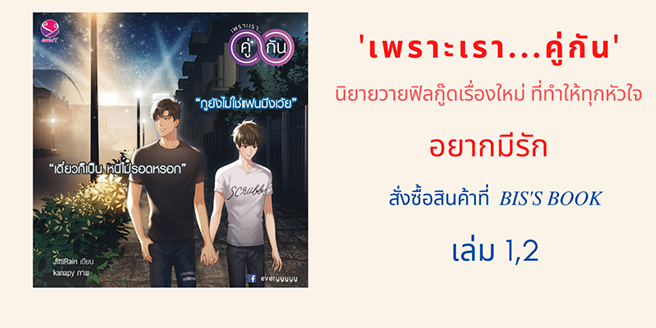 everY
เพราะเรา...
คู่ กัน
"กูยังไม่ใช่แฟนมึงเว้ย"
"เดี๋ยวก็เป็น หนีไม่รอดหรอก"
Scrubb
JittiRain เขียน
kanapy ภาพ
everyyyyy
'เพราะเรา...คู่กัน'
นิยายวายฟิลกู๊ดเรื่องใหม่ ที่ทำให้ทุกหัวใจ
อยากมีรัก
สั่งซื้อสินค้าที่ BIS'S BOOK
เล่ม 1,2